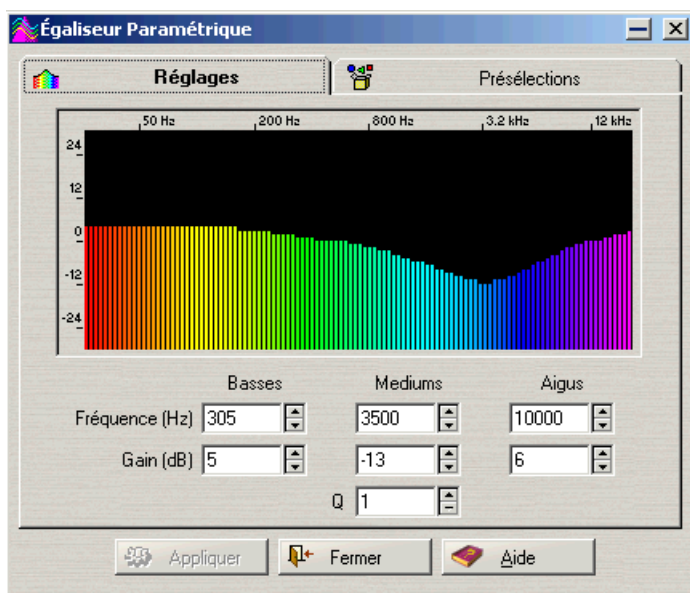 Égaliseur Paramétrique
Réglages Présélections
50 Hz 200 Hz 800 Hz 3.2 kHz 12 kHz
24
12
0
-12
-24
Basses Mediums Aigus
Fréquence (Hz) 305 3500 10000
Gain (dB) 5 -13 6
Q 1
Appliquer Fermer Aide